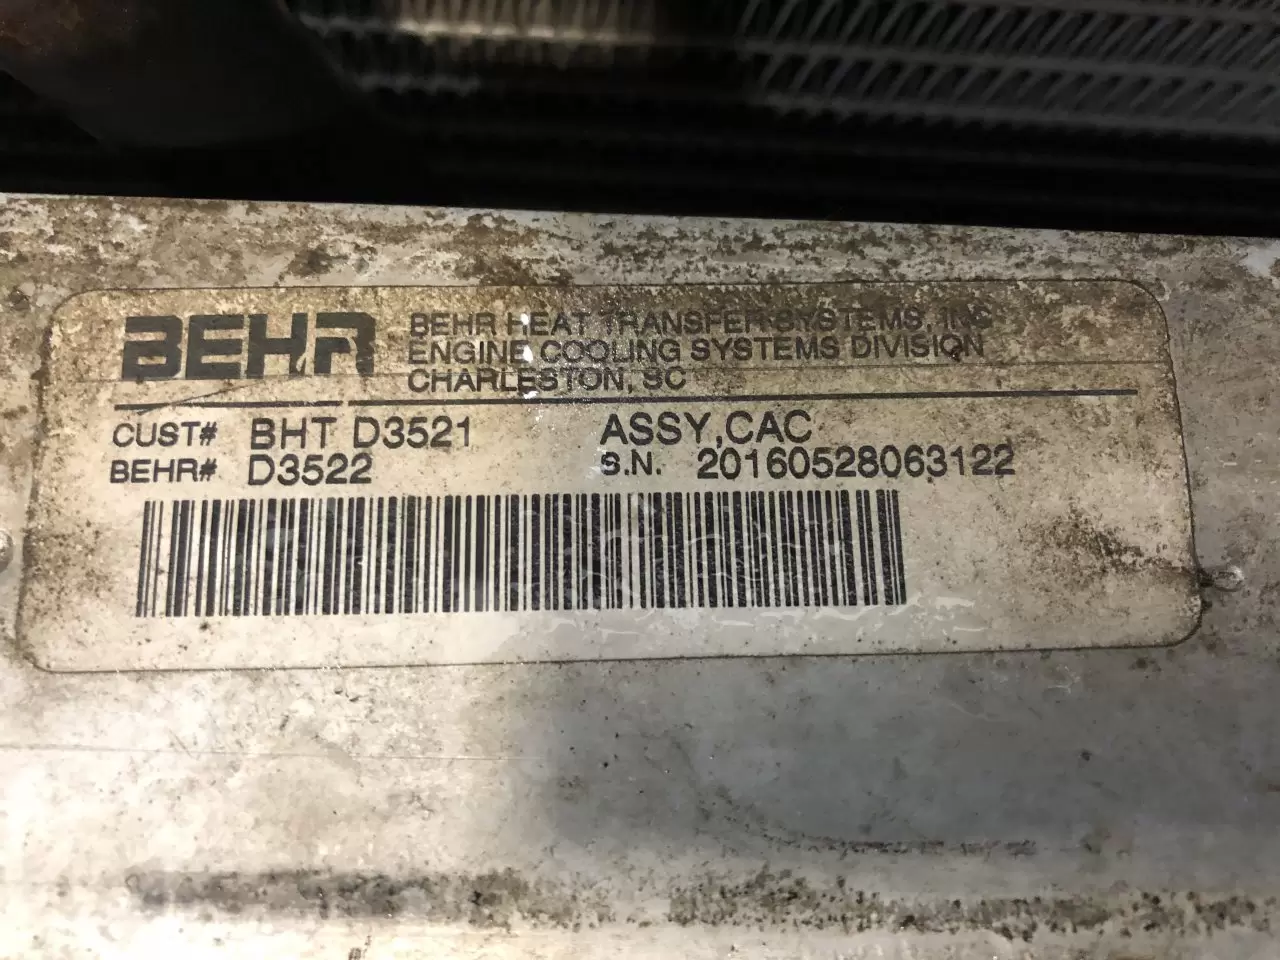 BEHR BEHR HEAT TRANSFER SYSTEMS, INC
ENGINE COOLING SYSTEMS DIVISION
CHARLESTON, SC
CUST# BHT D3521 ASSY,CAC
BEHR# D3522 S.N. 20160528063122